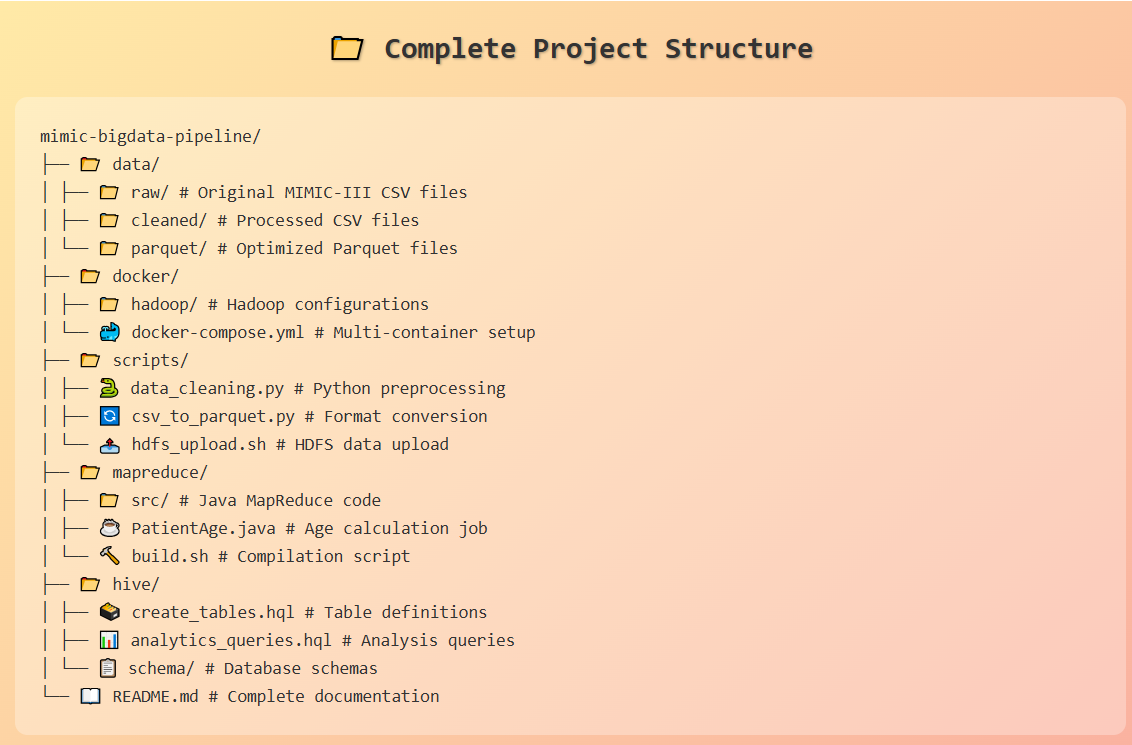 📁 Complete Project Structure
mimic-bigdata-pipeline/
├── 📁 data/
│ ├── 📁 raw/ # Original MIMIC-III CSV files
│ ├── 📁 cleaned/ # Processed CSV files
│ └── 📁 parquet/ # Optimized Parquet files
├── 📁 docker/
│ ├── 📁 hadoop/ # Hadoop configurations
│ └── 🐳 docker-compose.yml # Multi-container setup
├── 📁 scripts/
│ ├── 🐍 data_cleaning.py # Python preprocessing
│ ├── 🔄 csv_to_parquet.py # Format conversion
│ └── 📤 hdfs_upload.sh # HDFS data upload
├── 📁 mapreduce/
│ ├── 📁 src/ # Java MapReduce code
│ ├── ☕ PatientAge.java # Age calculation job
│ └── 🔨 build.sh # Compilation script
├── 📁 hive/
│ ├── 🗃️ create_tables.hql # Table definitions
│ ├── 📊 analytics_queries.hql # Analysis queries
│ └── 📋 schema/ # Database schemas
└── 📖 README.md # Complete documentation